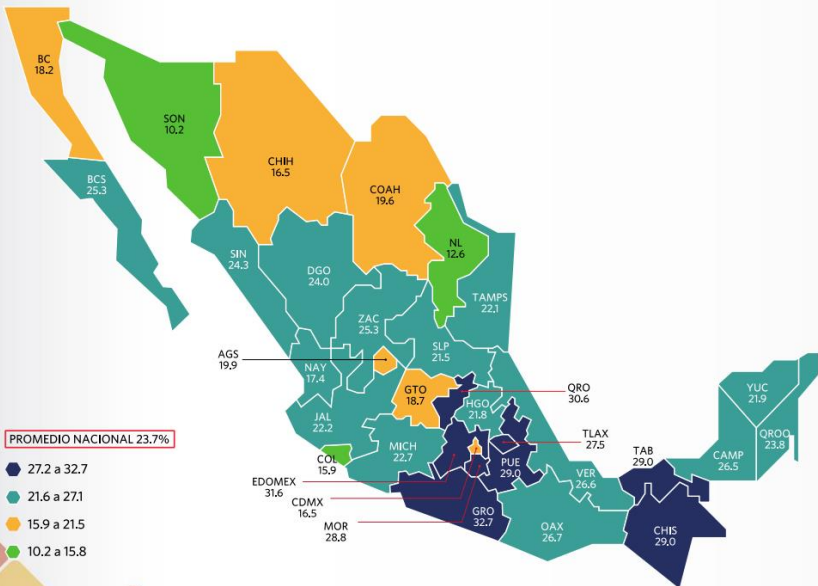 BC
18.2
SON
10.2
CHIH
16.5
COAH
19.6
BCS
25.3
NL
12.6
SIN
24.3
DGO
24.0
TAMPS
22.1
ZAC
25.3
SLP
21.5
AGS
19.9
NAY
17.4
GTO
18.7
QRO
30.6
HGO
21.8
YUC
21.9
JAL
22.2
TLAX
27.5
QROO
23.8
MICH
22.7
TAB
29.0
CAMP
26.5
COL
15.9
PUE
29.0
VER
26.6
EDOMEX
31.6
CDMX
16.5
GRO
32.7
MOR
28.8
OAX
26.7
CHIS
29.0
PROMEDIO NACIONAL 23.7%
27.2 a 32.7
21.6 a 27.1
15.9 a 21.5
10.2 a 15.8